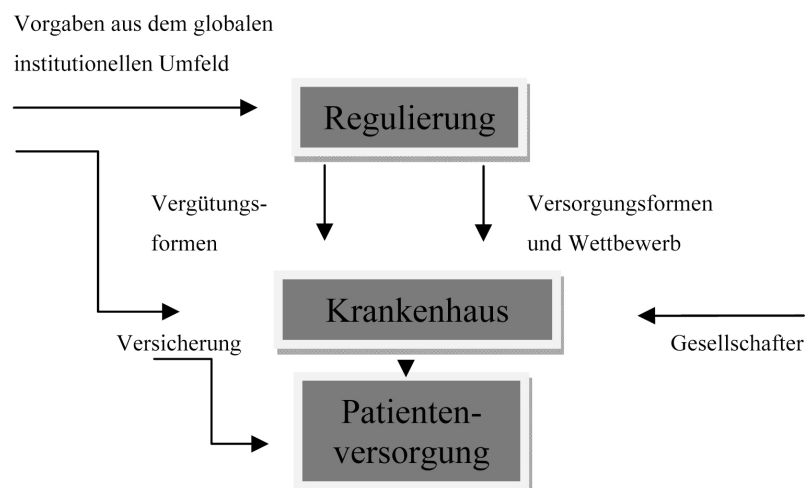 Vorgaben aus dem globalen
institutionellen Umfeld
Regulierung
Vergütungs-
formen
Versorgungsformen
und Wettbewerb
Krankenhaus
Versicherung
Gesellschafter
Patienten-
versorgung